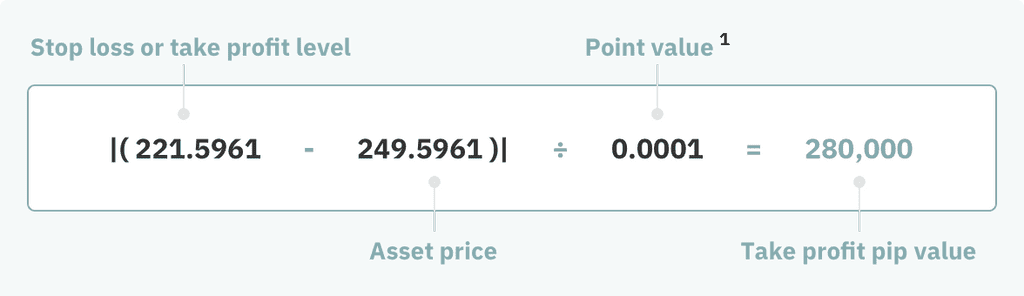 Stop loss or take profit level
Point value 1
|( 221.5961 - 249.5961 )| ÷ 0.0001 = 280,000
Asset price
Take profit pip value